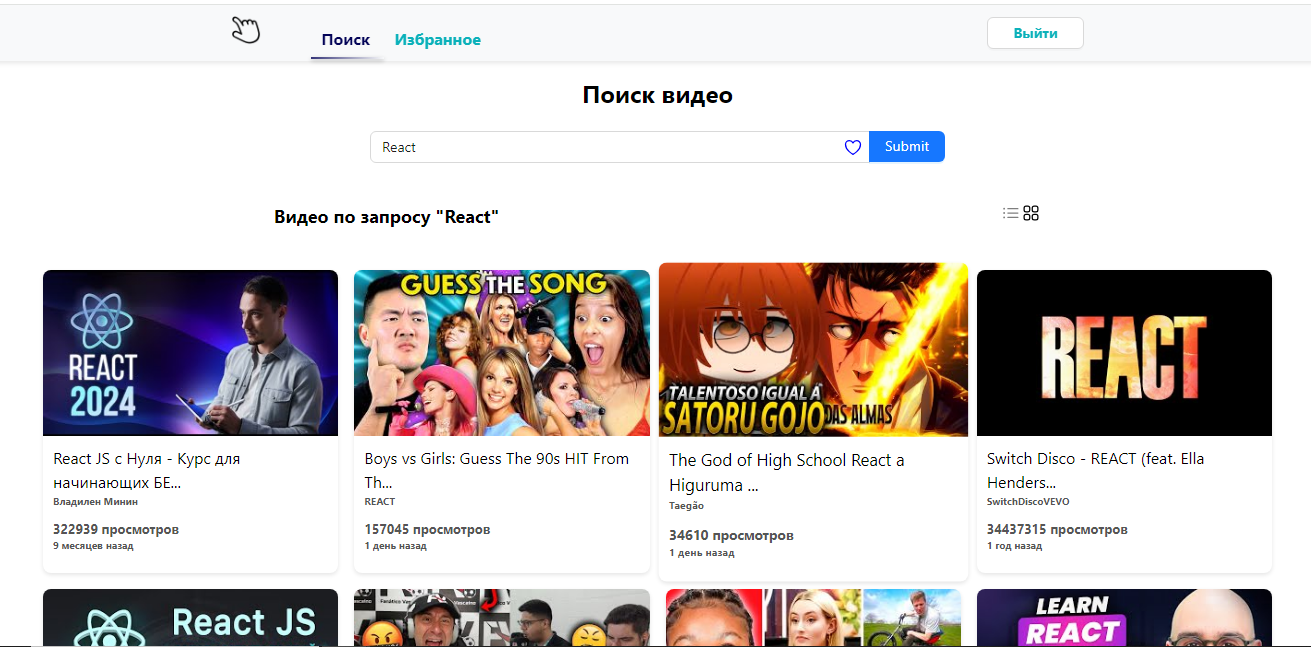 Поиск Избранное Выйти
Поиск видео
React Submit
Видео по запросу "React"
REACT
2024
GUESS THE SONG
TALENTOSO IGUAL A
SATORU GOJO DAS ALMAS
REACT
React JS с Нуля - Курс для
начинающих БЕ...
Владилен Минин
322939 просмотров
9 месяцев назад
Boys vs Girls: Guess The 90s HIT From
Th...
REACT
157045 просмотров
1 день назад
The God of High School React a
Higuruma ...
Taegão
34610 просмотров
1 день назад
Switch Disco - REACT (feat. Ella
Henders...
SwitchDiscoVEVO
34437315 просмотров
1 год назад
React JS
LEARN
REACT